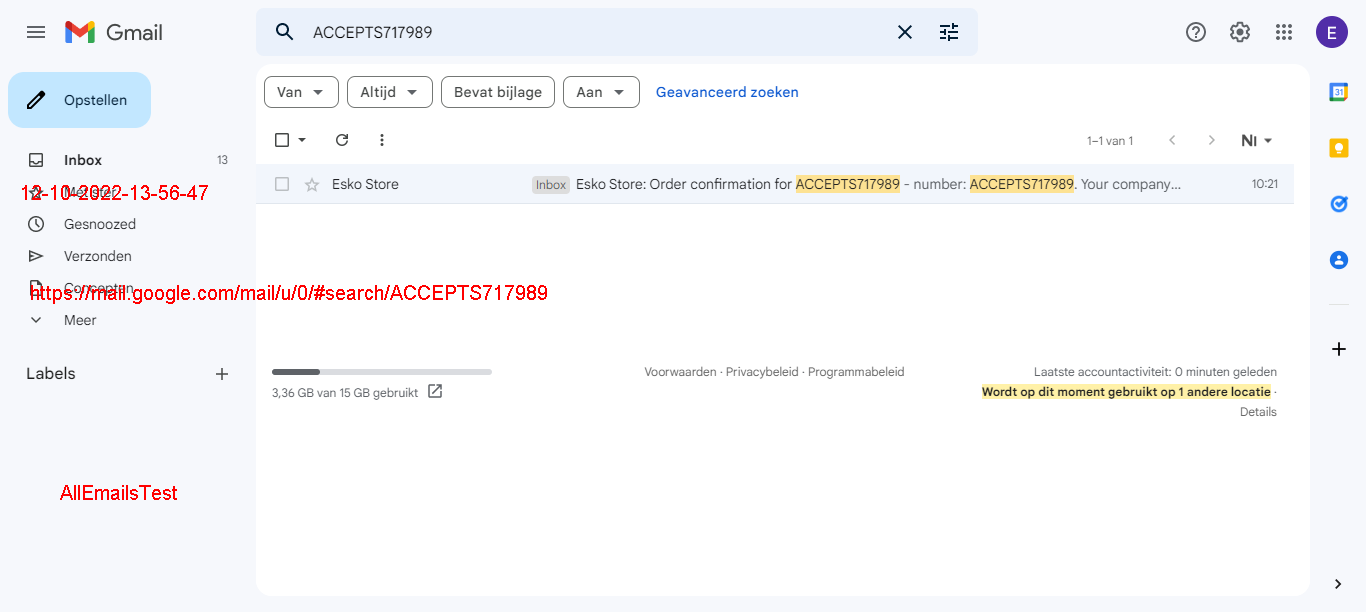 Gmail
ACCEPTS717989
E
Opstellen
Van
Altijd
Bevat bijlage
Aan
Geavanceerd zoeken
31
1–1 van 1
Nl
Inbox 13
Met ster
12-10-2022-13-56-47
Esko Store Inbox Esko Store: Order confirmation for ACCEPTS717989 - number: ACCEPTS717989. Your company… 10:21
Gesnoozed
Verzonden
Concepten
https://mail.google.com/mail/u/0/#search/ACCEPTS717989
Meer
Labels
3,36 GB van 15 GB gebruikt
Voorwaarden · Privacybeleid · Programmabeleid
Laatste accountactiviteit: 0 minuten geleden
Wordt op dit moment gebruikt op 1 andere locatie ·
Details
AllEmailsTest